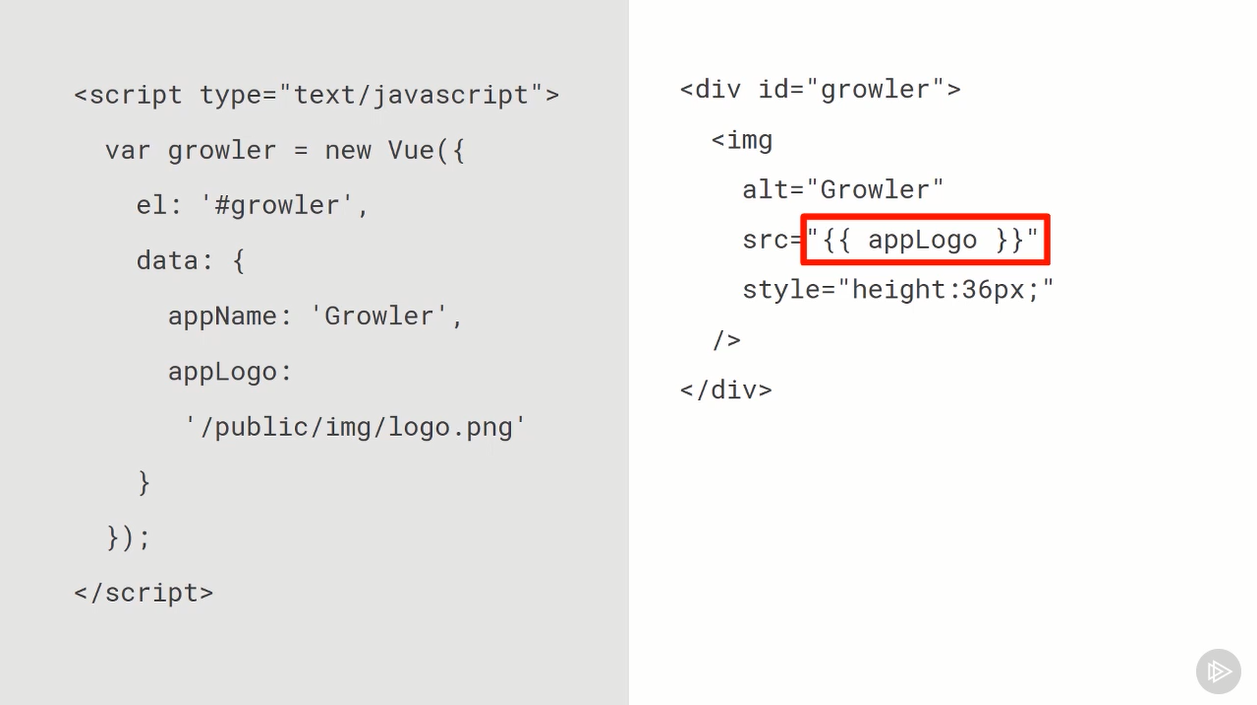 <script type="text/javascript">
var growler = new Vue({
el: '#growler',
data: {
appName: 'Growler',
appLogo:
'/public/img/logo.png'
}
});
</script>
<div id="growler">
<img
alt="Growler"
src="{{ appLogo }}"
style="height:36px;"
/>
</div>